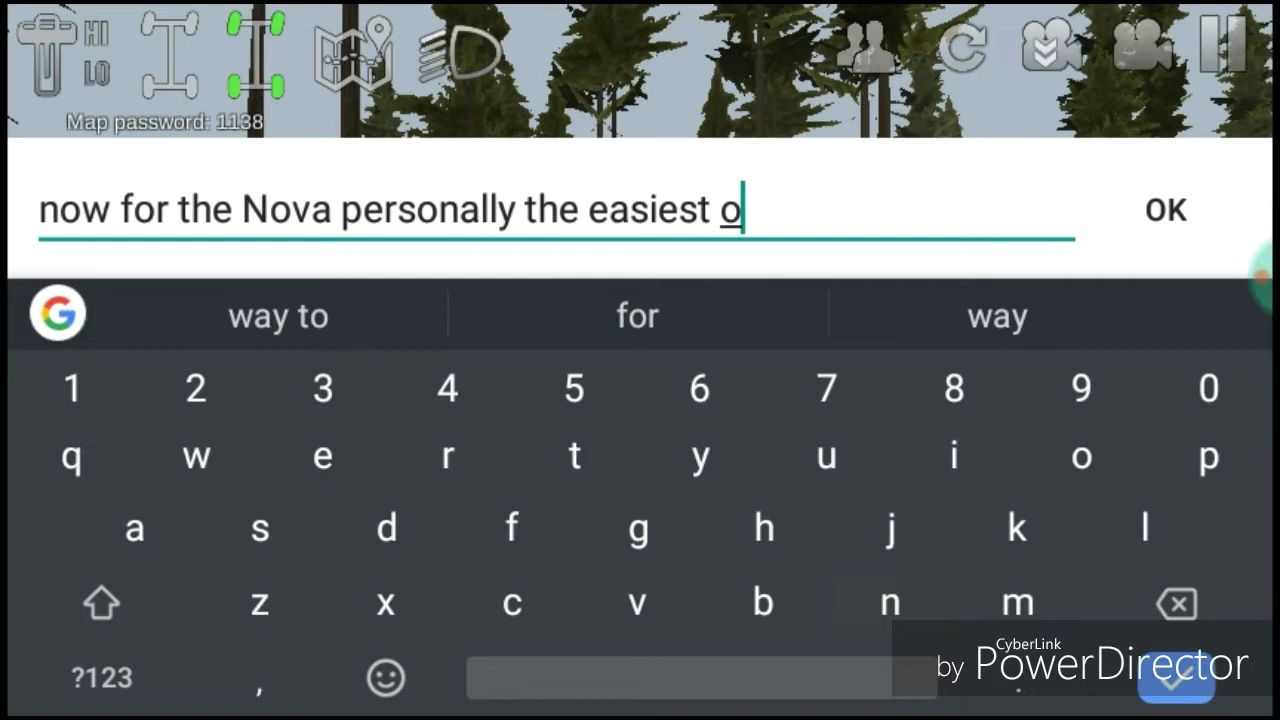 HI
LO
Map password: 1138
now for the Nova personally the easiest o
OK
G
way to for way
1 2 3 4 5 6 7 8 9 0
q w e r t y u i o p
a s d f g h j k l
z x c v b n m
?123 , .
CyberLink
by PowerDirector